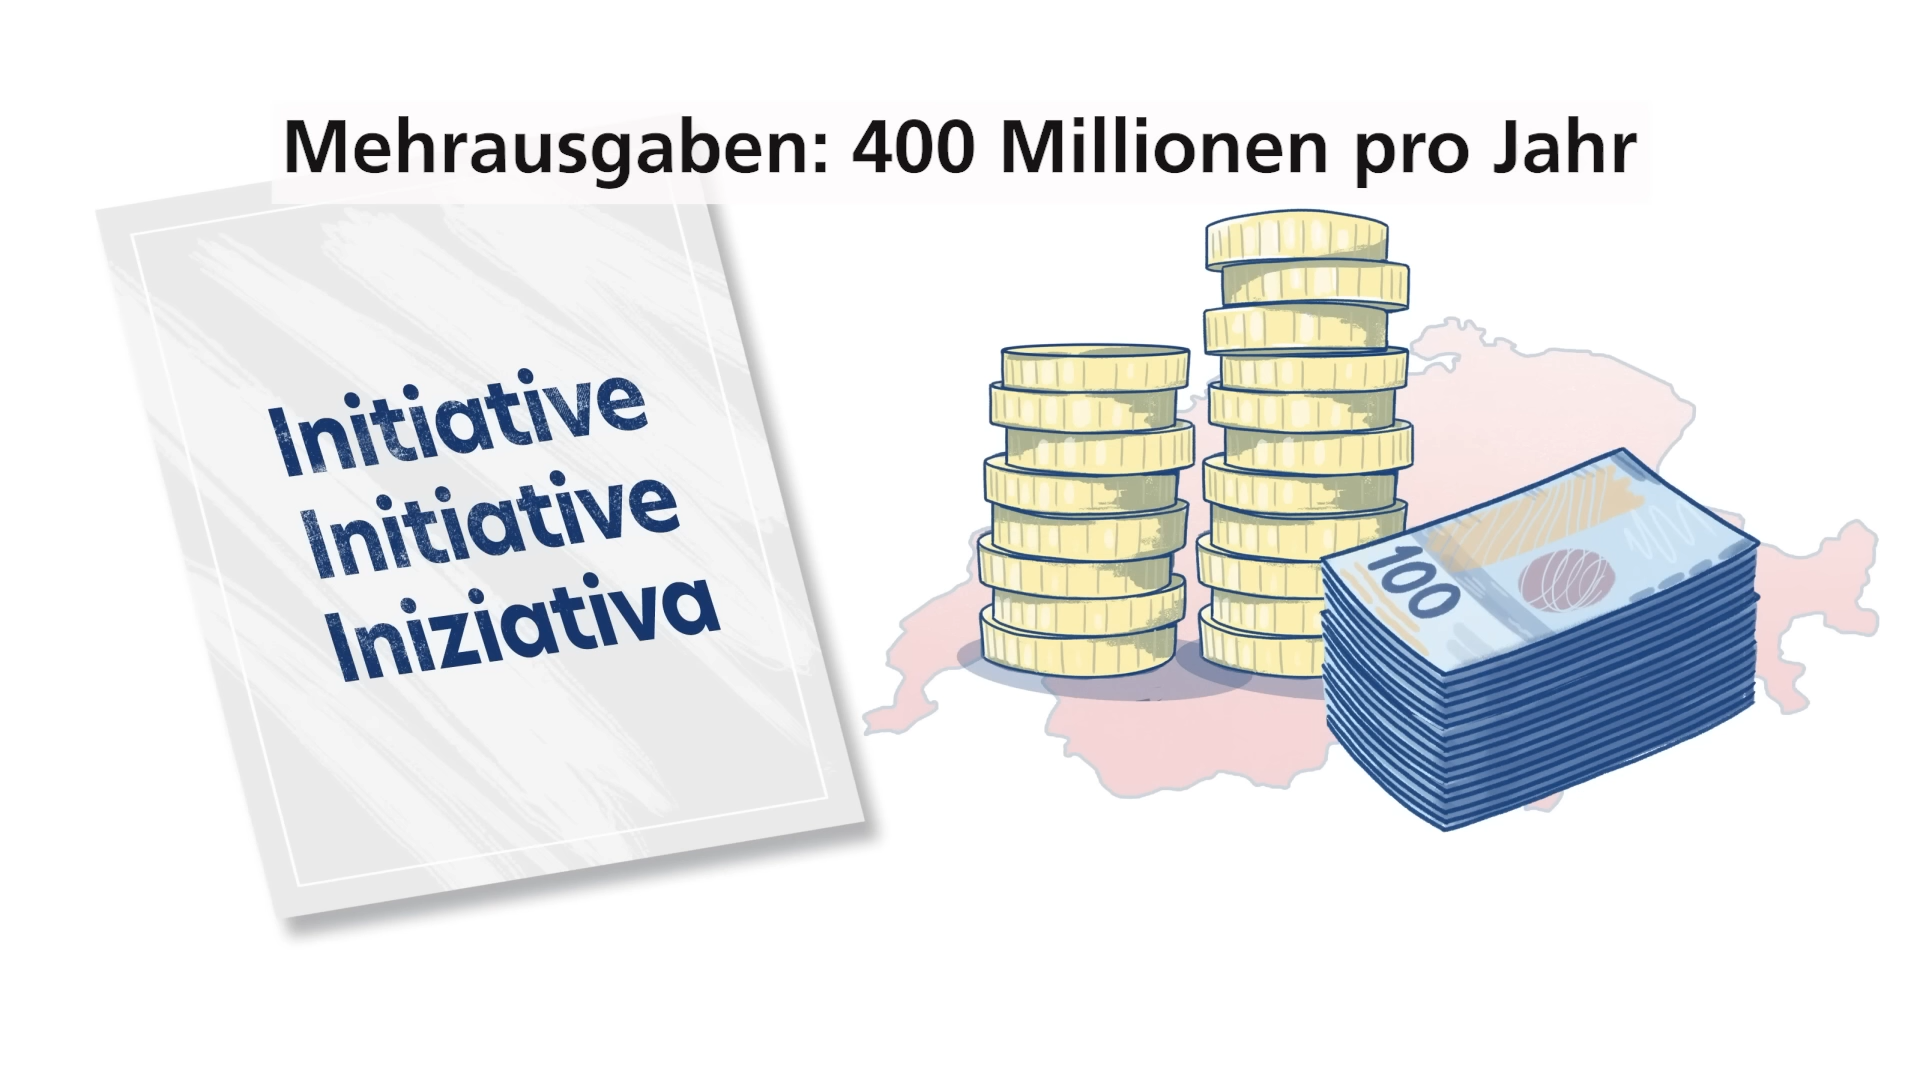 Mehrausgaben: 400 Millionen pro Jahr
Initiative
Initiative
Iniziativa
100